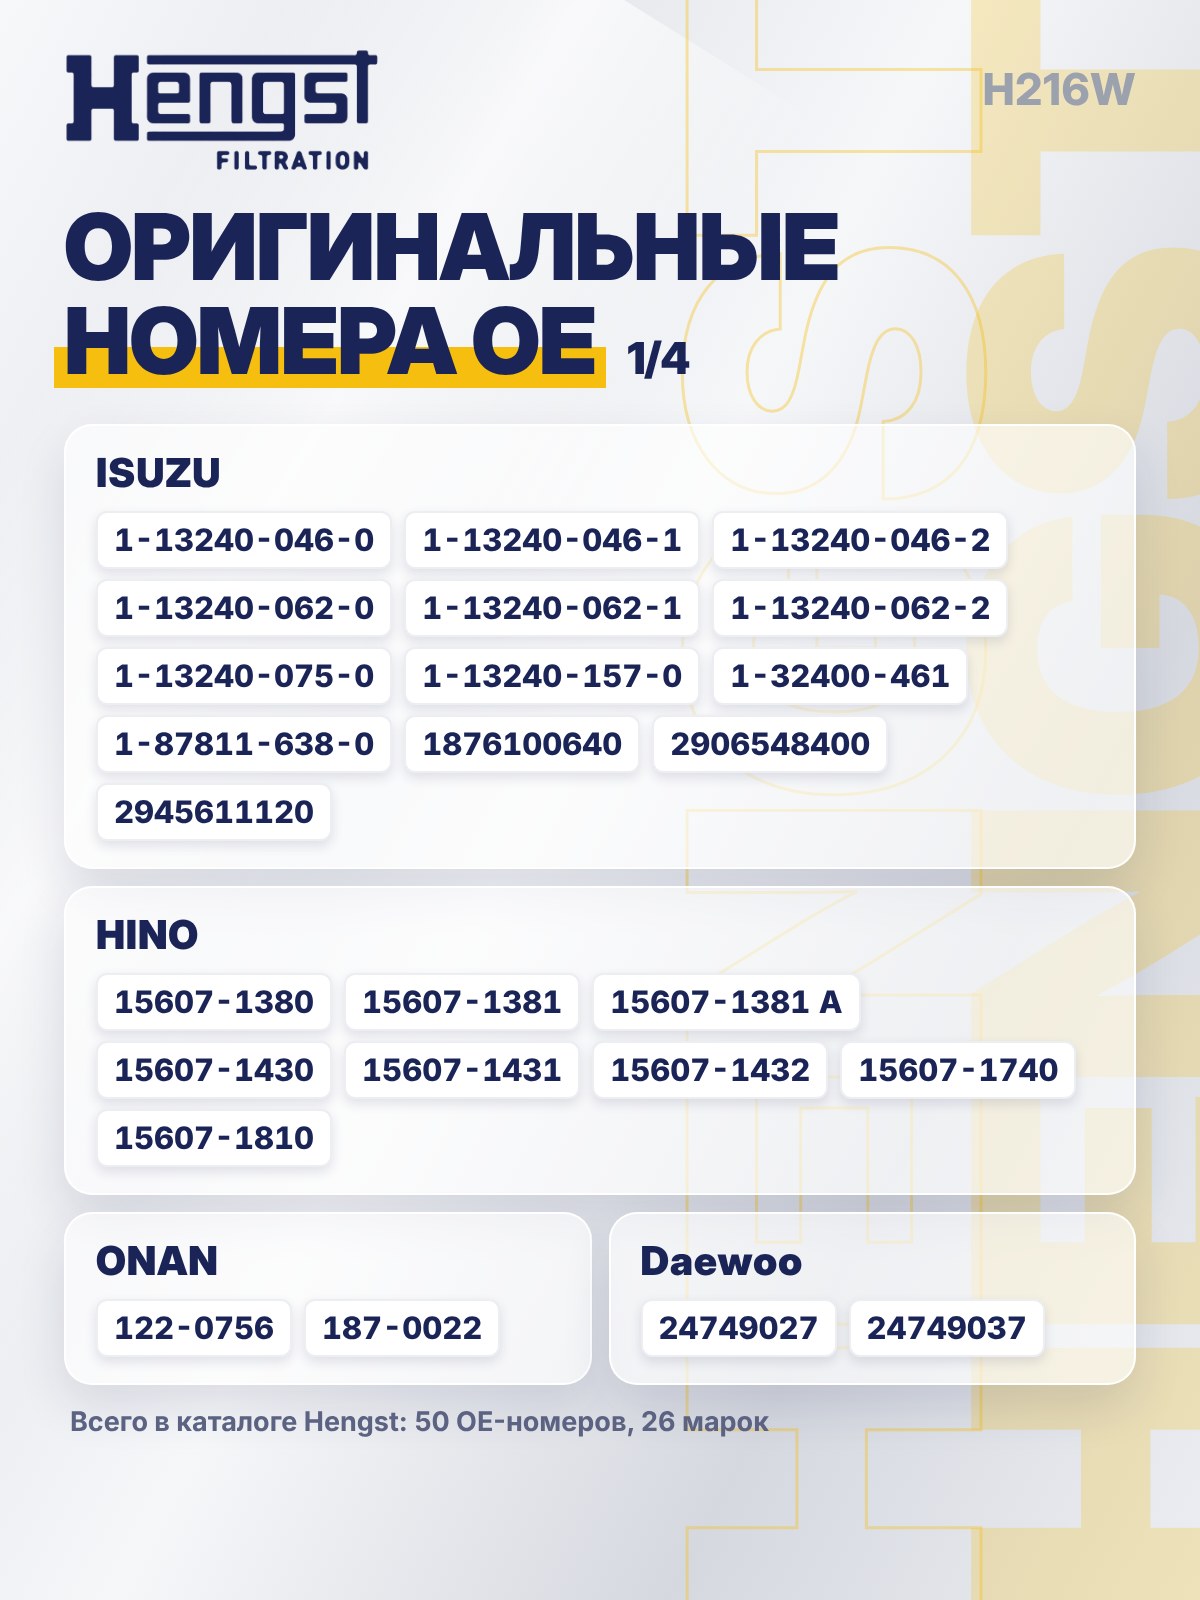 Hengst
FILTRATION
H216W
ОРИГИНАЛЬНЫЕ
НОМЕРА OE 1/4
ISUZU
1-13240-046-0 1-13240-046-1 1-13240-046-2
1-13240-062-0 1-13240-062-1 1-13240-062-2
1-13240-075-0 1-13240-157-0 1-32400-461
1-87811-638-0 1876100640 2906548400
2945611120
HINO
15607-1380 15607-1381 15607-1381 A
15607-1430 15607-1431 15607-1432 15607-1740
15607-1810
ONAN
122-0756 187-0022
Daewoo
24749027 24749037
Всего в каталоге Hengst: 50 OE-номеров, 26 марок
HENGST
HENGST